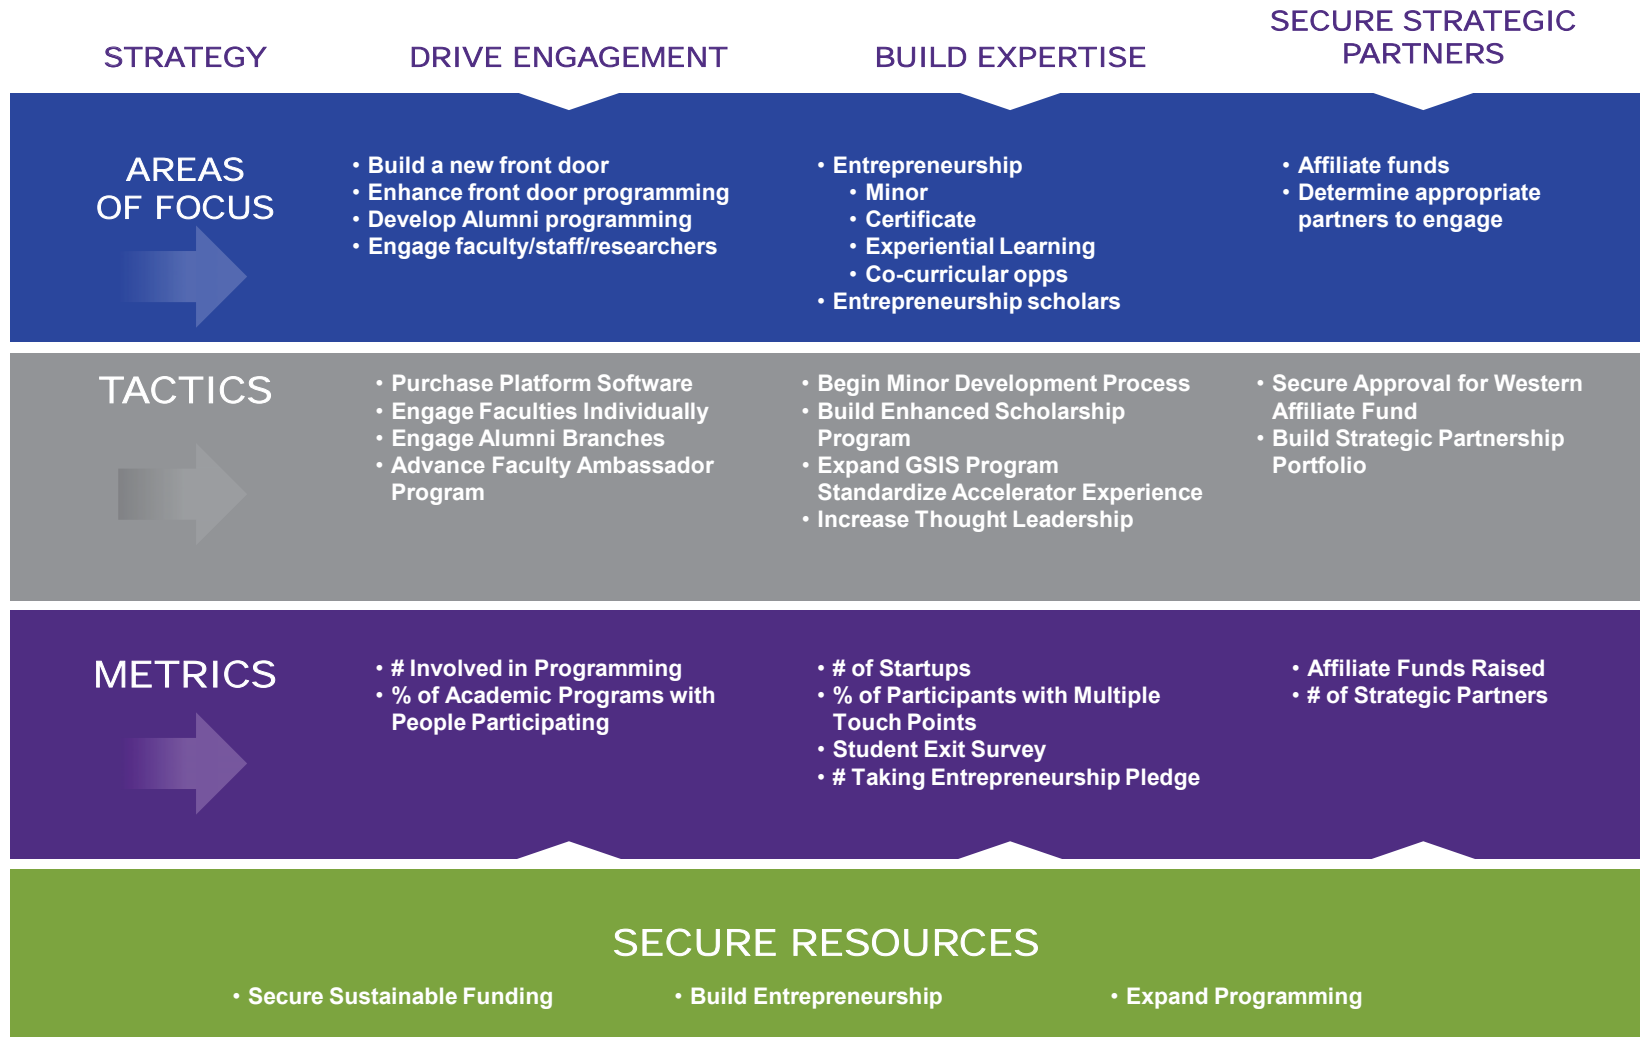 STRATEGY
DRIVE ENGAGEMENT
BUILD EXPERTISE
SECURE STRATEGIC
PARTNERS
AREAS
OF FOCUS
• Build a new front door
• Enhance front door programming
• Develop Alumni programming
• Engage faculty/staff/researchers
• Entrepreneurship
• Minor
• Certificate
• Experiential Learning
• Co-curricular opps
• Entrepreneurship scholars
• Affiliate funds
• Determine appropriate
partners to engage
TACTICS
• Purchase Platform Software
• Engage Faculties Individually
• Engage Alumni Branches
• Advance Faculty Ambassador
Program
• Begin Minor Development Process
• Build Enhanced Scholarship
Program
• Expand GSIS Program
Standardize Accelerator Experience
• Increase Thought Leadership
• Secure Approval for Western
Affiliate Fund
• Build Strategic Partnership
Portfolio
METRICS
• # Involved in Programming
• % of Academic Programs with
People Participating
• # of Startups
• % of Participants with Multiple
Touch Points
• Student Exit Survey
• # Taking Entrepreneurship Pledge
• Affiliate Funds Raised
• # of Strategic Partners
SECURE RESOURCES
• Secure Sustainable Funding
• Build Entrepreneurship
• Expand Programming